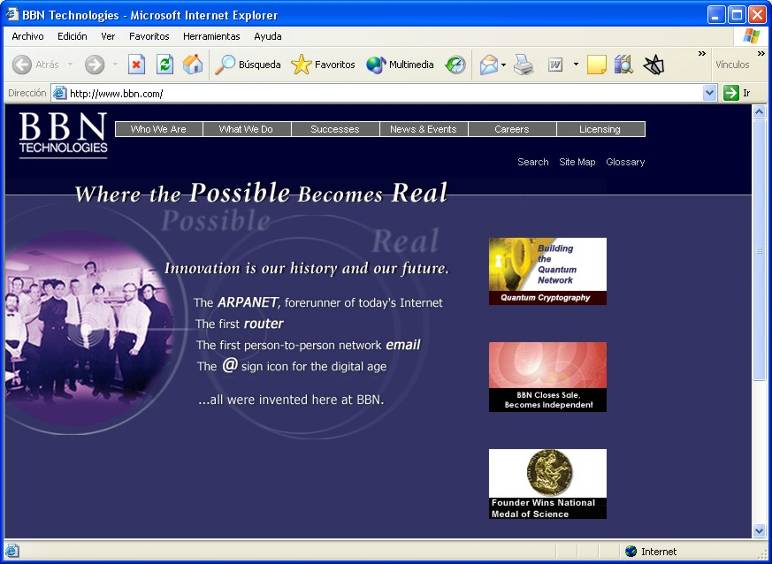 BBN Technologies - Microsoft Internet Explorer
Archivo Edición Ver Favoritos Herramientas Ayuda
Atrás Búsqueda Favoritos Multimedia W » Vínculos »
Dirección http://www.bbn.com/ Ir
BBN
TECHNOLOGIES
Who We Are What We Do Successes News & Events Careers Licensing
Search Site Map Glossary
Where the Possible Becomes Real
Possible
Real
Innovation is our history and our future.
The ARPANET, forerunner of today's Internet
The first router
The first person-to-person network email
The @ sign icon for the digital age
...all were invented here at BBN.
Building
the
Quantum
Network
Quantum Cryptography
@
BBN Closes Sale,
Becomes Independent
Founder Wins National
Medal of Science
Internet